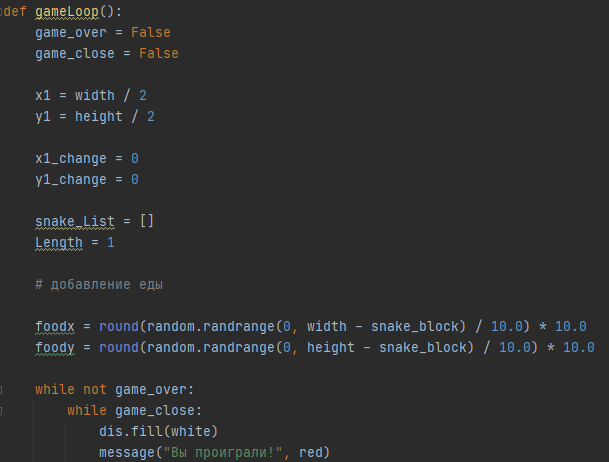 def gameLoop():
    game_over = False
    game_close = False
    x1 = width / 2
    y1 = height / 2
    x1_change = 0
    y1_change = 0
    snake_List = []
    Length = 1
    # добавление еды
    foodx = round(random.randrange(0, width - snake_block) / 10.0) * 10.0
    foody = round(random.randrange(0, height - snake_block) / 10.0) * 10.0
    while not game_over:
        while game_close:
            dis.fill(white)
            message("Вы проиграли!", red)